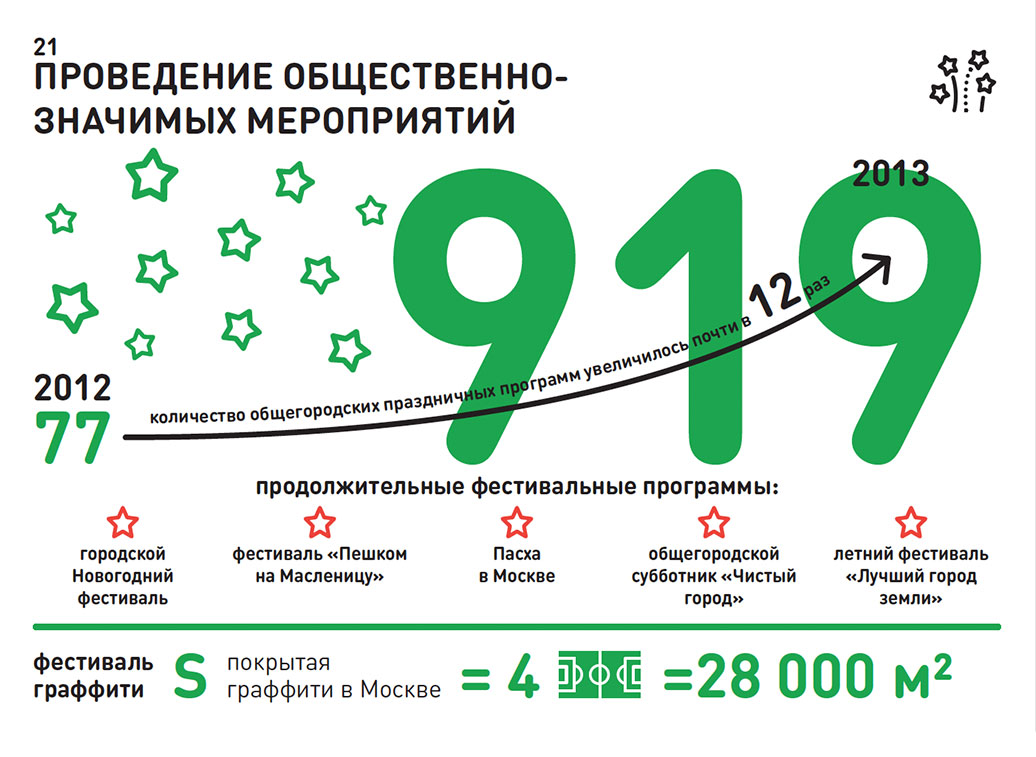 21
ПРОВЕДЕНИЕ ОБЩЕСТВЕННО-
ЗНАЧИМЫХ МЕРОПРИЯТИЙ
2013
919
2012
77
количество общегородских праздничных программ увеличилось почти в 12 раз
продолжительные фестивальные программы:
городской
Новогодний
фестиваль
фестиваль «Пешком
на Масленицу»
Пасха
в Москве
общегородской
субботник «Чистый
город»
летний фестиваль
«Лучший город
земли»
фестиваль
граффити
S
покрытая
граффити в Москве
= 4
=28 000 м²